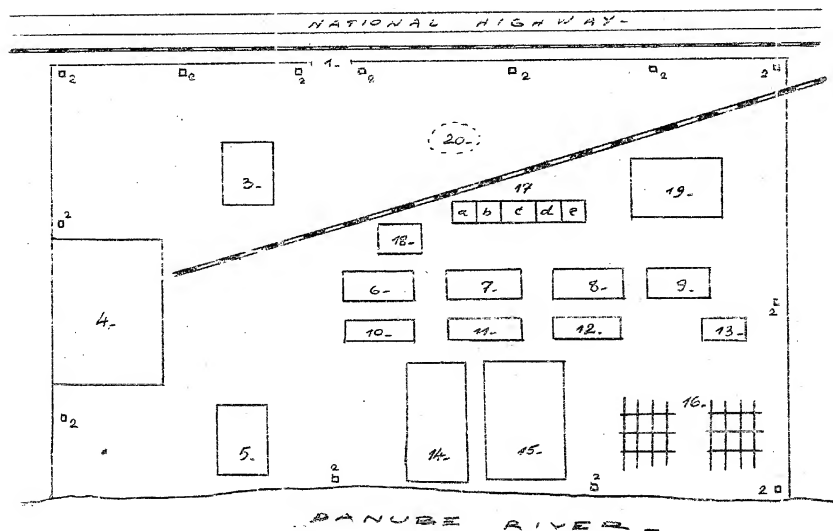 NATIONAL HIGHWAY-
1-
2 2 2 2 2 2 2
20-
3-
17
19-
a b c d e
2
18-
6- 7- 8- 9-
2
4-
10- 11- 12- 13-
16-
2
5- 14- 15-
2 2 2
DANUBE RIVER-